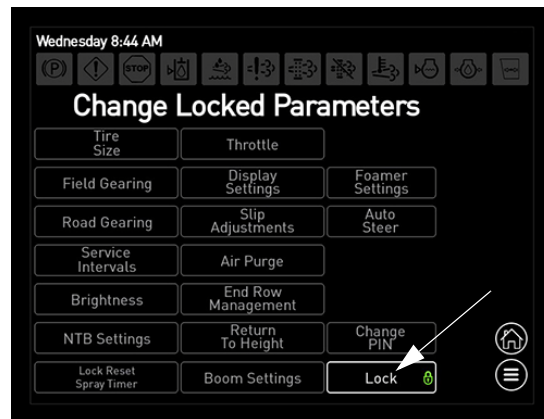 Wednesday 8:44 AM
(P) STOP
Change Locked Parameters
Tire
Size
Throttle
Field Gearing
Display
Settings
Foamer
Settings
Road Gearing
Slip
Adjustments
Auto
Steer
Service
Intervals
Air Purge
Brightness
End Row
Management
NTB Settings
Return
To Height
Change
PIN
Lock Reset
Spray Timer
Boom Settings
Lock